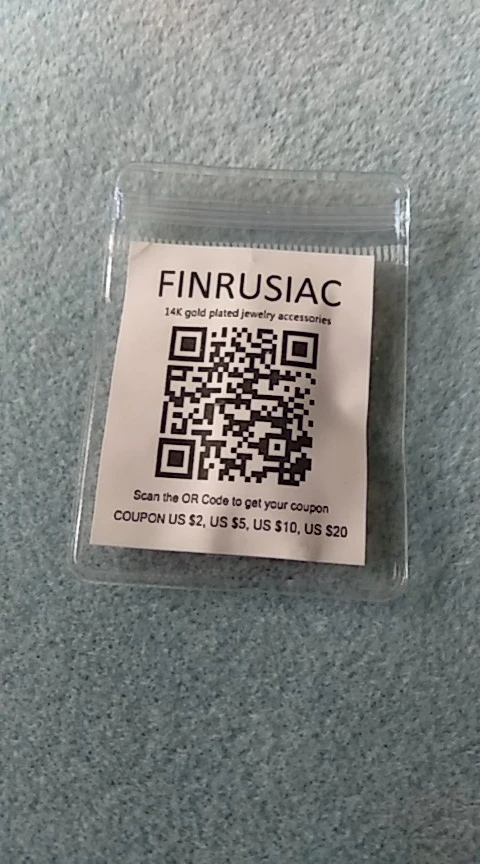 FINRUSIAC
14K gold plated jewelry accessories
Scan the OR Code to get your coupon
COUPON US $2, US $5, US $10, US $20